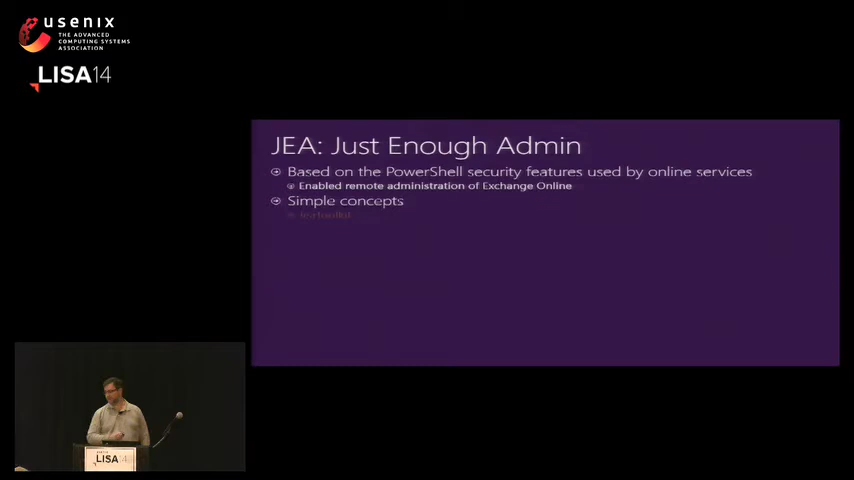 usenix
THE ADVANCED
COMPUTING SYSTEMS
ASSOCIATION
LISA14
JEA: Just Enough Admin
Based on the PowerShell security features used by online services
Enabled remote administration of Exchange Online
Simple concepts
LISA14